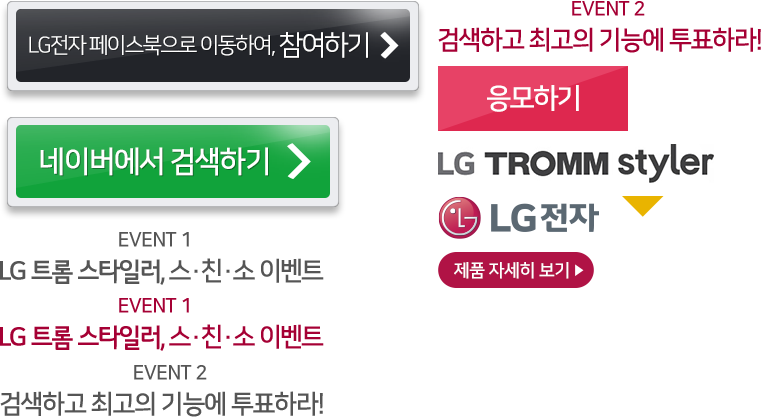 LG전자 페이스북으로 이동하여, 참여하기
네이버에서 검색하기
EVENT 1
LG 트롬 스타일러, 스·친·소 이벤트
EVENT 1
LG 트롬 스타일러, 스·친·소 이벤트
EVENT 2
검색하고 최고의 기능에 투표하라!
EVENT 2
검색하고 최고의 기능에 투표하라!
응모하기
LG TROMM styler
LG전자
제품 자세히 보기